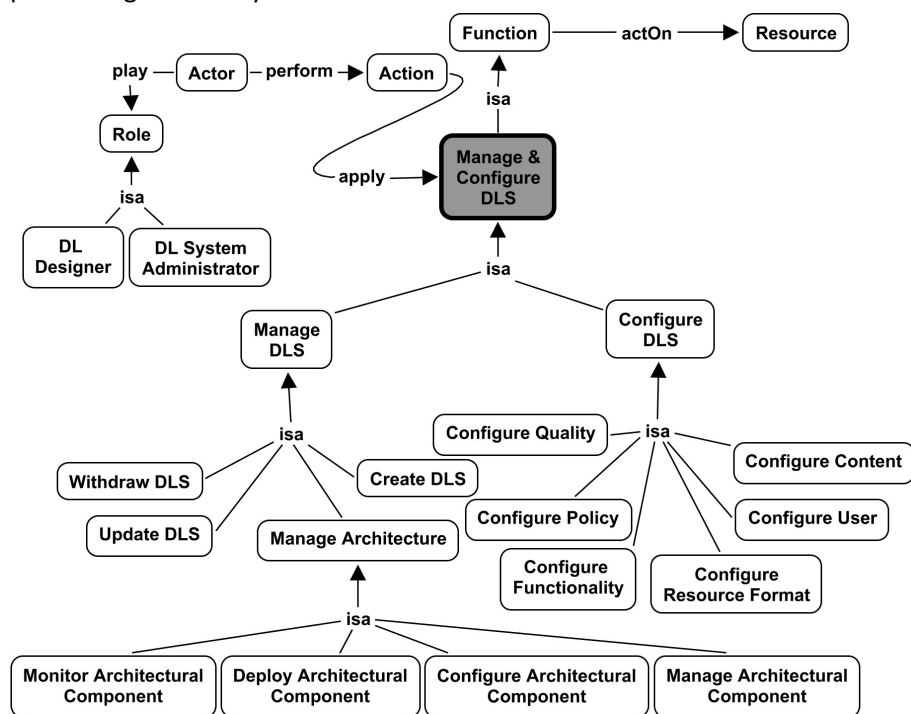 Function
actOn
Resource
play
Actor
perform
Action
isa
Role
Manage &
Configure
DLS
apply
isa
DL
Designer
DL System
Administrator
isa
Manage
DLS
Configure
DLS
isa
isa
Configure Quality
Configure Content
Withdraw DLS
Create DLS
Configure Policy
Configure User
Update DLS
Manage Architecture
Configure
Functionality
Configure
Resource Format
isa
Monitor Architectural
Component
Deploy Architectural
Component
Configure Architectural
Component
Manage Architectural
Component